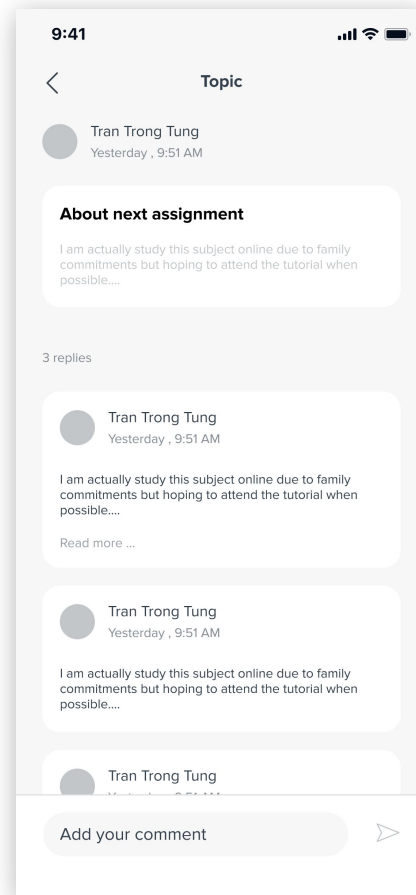 9:41
Topic
Tran Trong Tung
Yesterday , 9:51 AM
About next assignment
I am actually study this subject online due to family
commitments but hoping to attend the tutorial when
possible....
3 replies
Tran Trong Tung
Yesterday , 9:51 AM
I am actually study this subject online due to family
commitments but hoping to attend the tutorial when
possible....
Read more ...
Tran Trong Tung
Yesterday , 9:51 AM
I am actually study this subject online due to family
commitments but hoping to attend the tutorial when
possible....
Tran Trong Tung
Add your comment